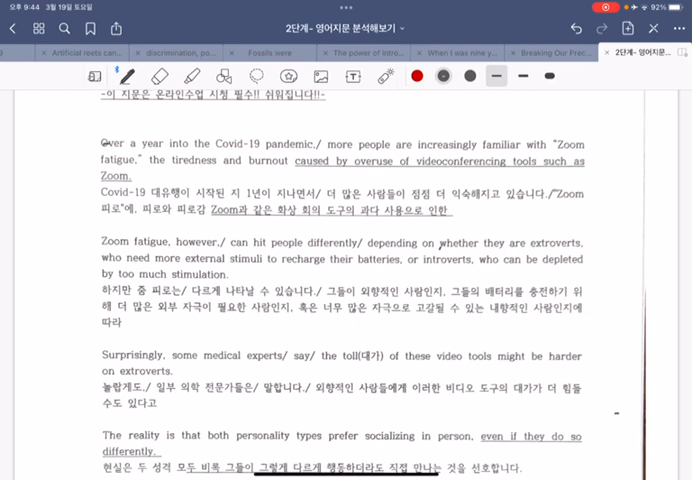 오후 9:44 3월 19일 토요일 92%
2단계- 영어지문 분석해보기
9 Artificial reefs can... discrimination, po... Fossils were The power of intro... When I was nine y... Breaking Our Prec... 2단계- 영어지문...
-이 지문은 온라인수업 시청 필수!! 쉬워집니다!!-
Over a year into the Covid-19 pandemic,/ more people are increasingly familiar with "Zoom
fatigue," the tiredness and burnout caused by overuse of videoconferencing tools such as
Zoom.
Covid-19 대유행이 시작된 지 1년이 지나면서/ 더 많은 사람들이 점점 더 익숙해지고 있습니다./"Zoom
피로"에, 피로와 피로감 Zoom과 같은 화상 회의 도구의 과다 사용으로 인한
Zoom fatigue, however,/ can hit people differently/ depending on whether they are extroverts,
who need more external stimuli to recharge their batteries, or introverts, who can be depleted
by too much stimulation.
하지만 줌 피로는/ 다르게 나타날 수 있습니다./ 그들이 외향적인 사람인지, 그들의 배터리를 충전하기 위
해 더 많은 외부 자극이 필요한 사람인지, 혹은 너무 많은 자극으로 고갈될 수 있는 내향적인 사람인지에
따라
Surprisingly, some medical experts/ say/ the toll(대가) of these video tools might be harder
on extroverts.
놀랍게도,/ 일부 의학 전문가들은/ 말합니다./ 외향적인 사람들에게 이러한 비디오 도구의 대가가 더 힘들
수도 있다고
The reality is that both personality types prefer socializing in person, even if they do so
differently.
현실은 두 성격 모두 비록 그들이 그렇게 다르게 행동하더라도 직접 만나는 것을 선호합니다.